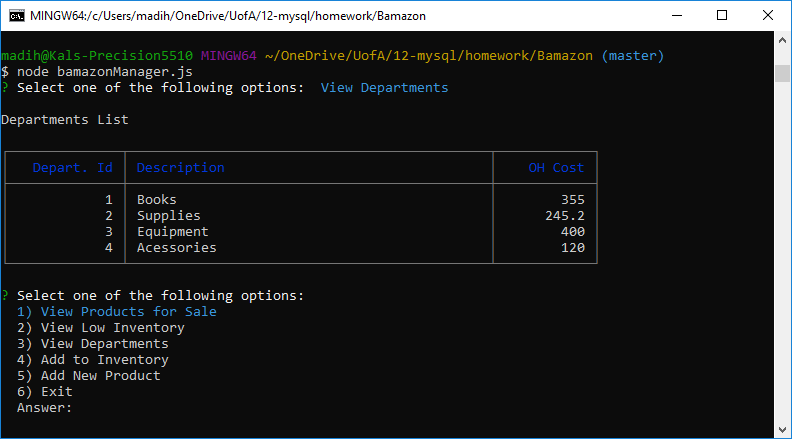 MINGW64:/c/Users/madih/OneDrive/UofA/12-mysql/homework/Bamazon
madih@Kals-Precision5510 MINGW64 ~/OneDrive/UofA/12-mysql/homework/Bamazon (master)
$ node bamazonManager.js
? Select one of the following options:  View Departments
Departments List
Depart. Id Description OH Cost
1 Books 355
2 Supplies 245.2
3 Equipment 400
4 Acessories 120
? Select one of the following options:
1) View Products for Sale
2) View Low Inventory
3) View Departments
4) Add to Inventory
5) Add New Product
6) Exit
Answer: